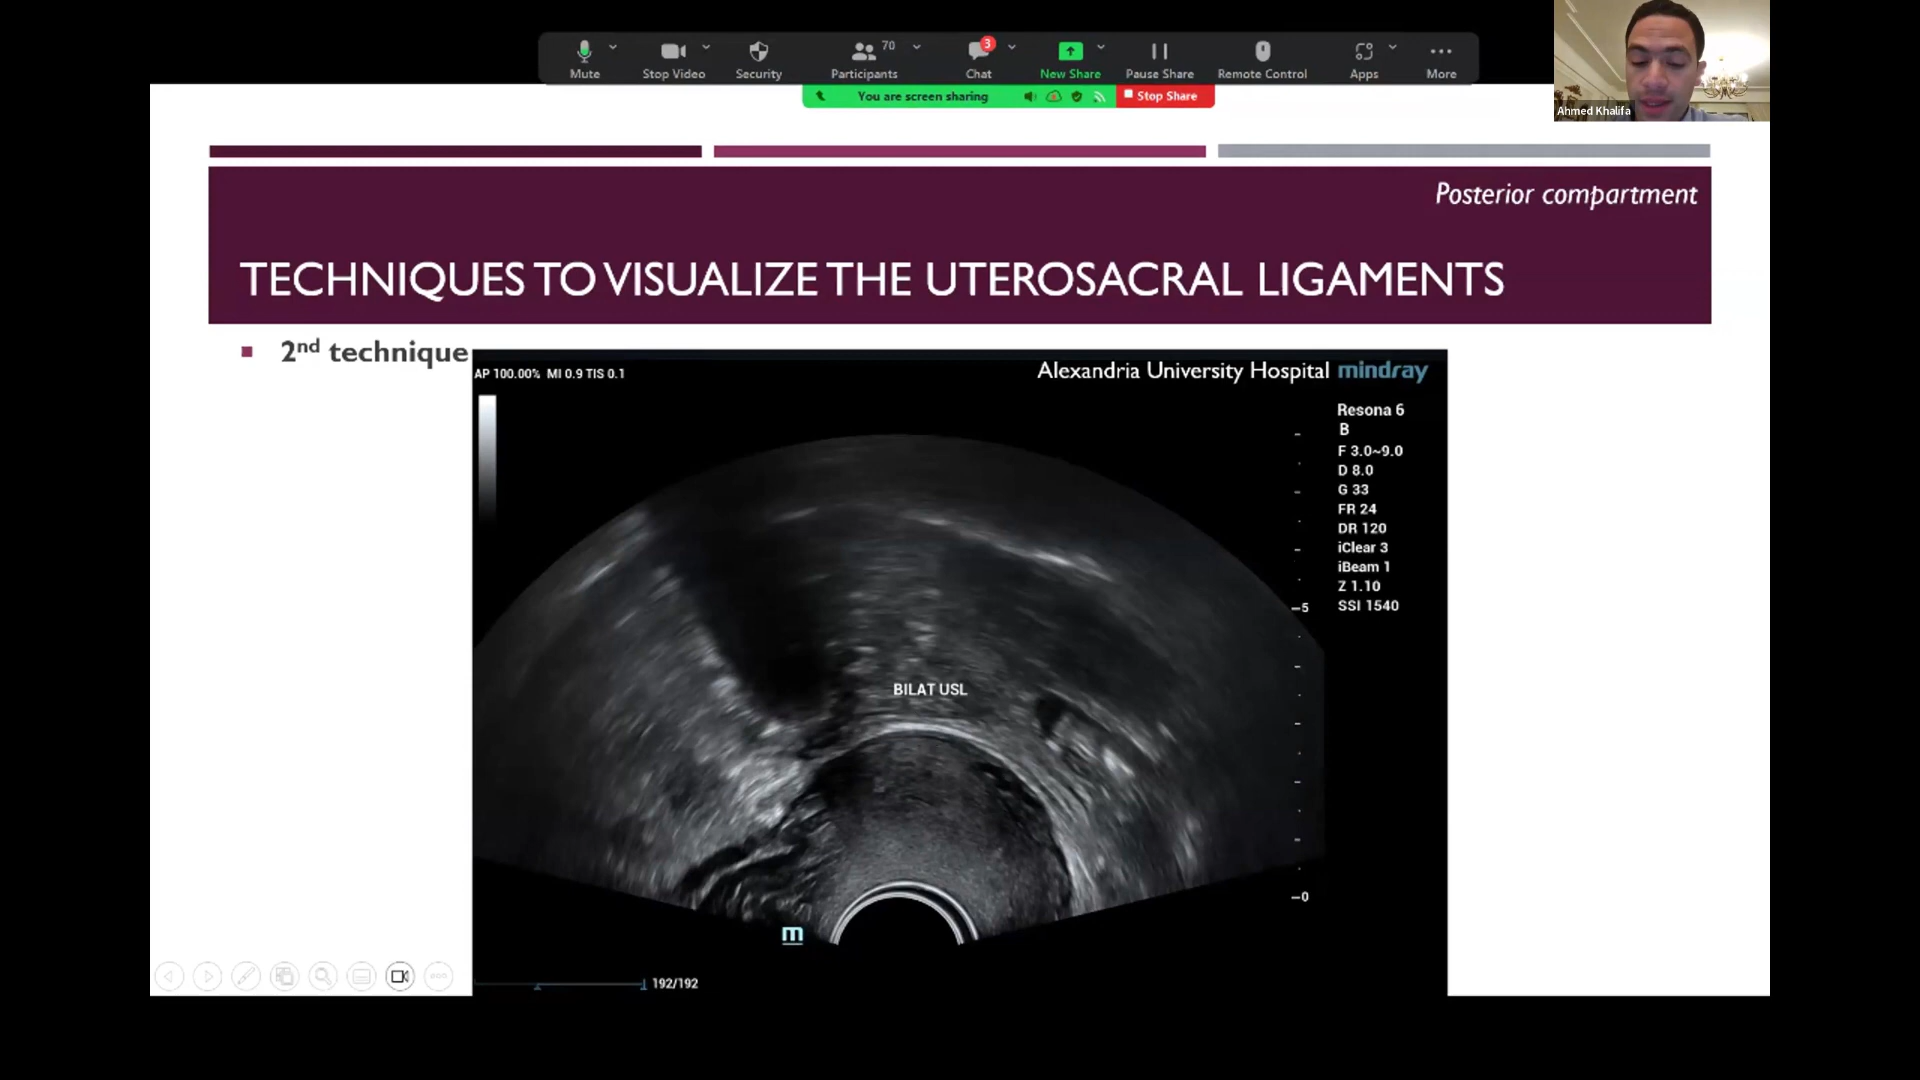 70
3
Mute
Stop Video
Security
Participants
Chat
New Share
Pause Share
Remote Control
Apps
More
You are screen sharing
Stop Share
Ahmed Khalifa
Posterior compartment
TECHNIQUES TO VISUALIZE THE UTEROSACRAL LIGAMENTS
2nd technique
AP 100.00% MI 0.9 TIS 0.1
Alexandria University Hospital mindray
Resona 6
B
F 3.0~9.0
D 8.0
G 33
FR 24
DR 120
iClear 3
iBeam 1
Z 1.10
SSI 1540
5
BILAT USL
0
m
192/192